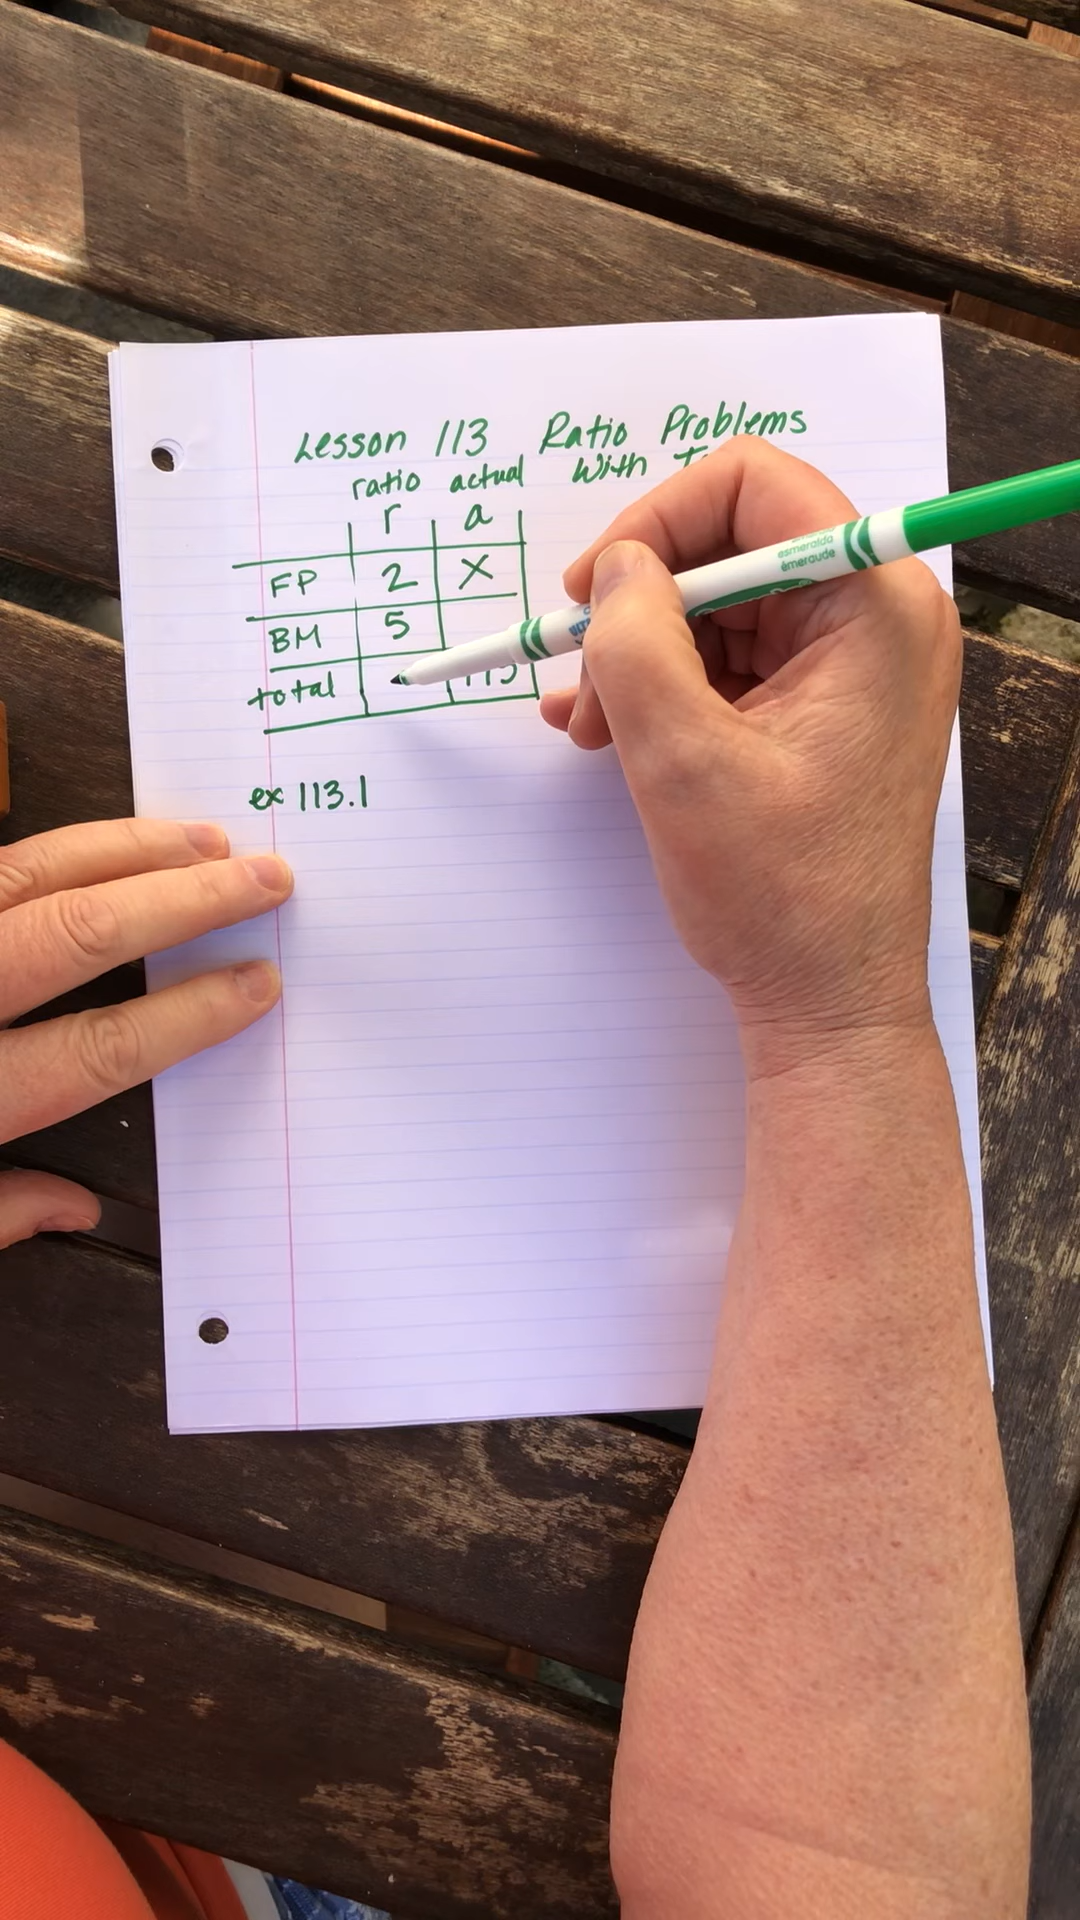 Lesson 113 Ratio Problems
With
ratio actual
r a
FP 2 X
BM 5
total
ex 113.1
esmeralda
émeraude